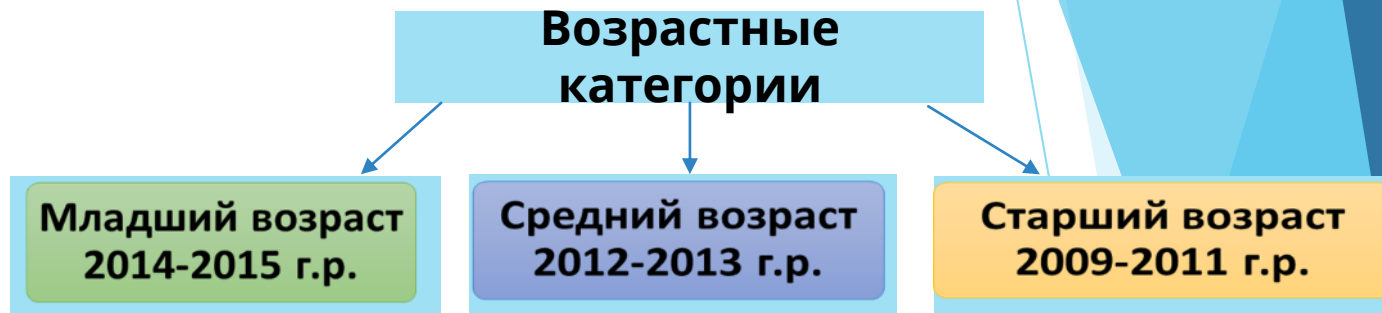 Возрастные
категории
Младший возраст
2014-2015 г.р.
Средний возраст
2012-2013 г.р.
Старший возраст
2009-2011 г.р.